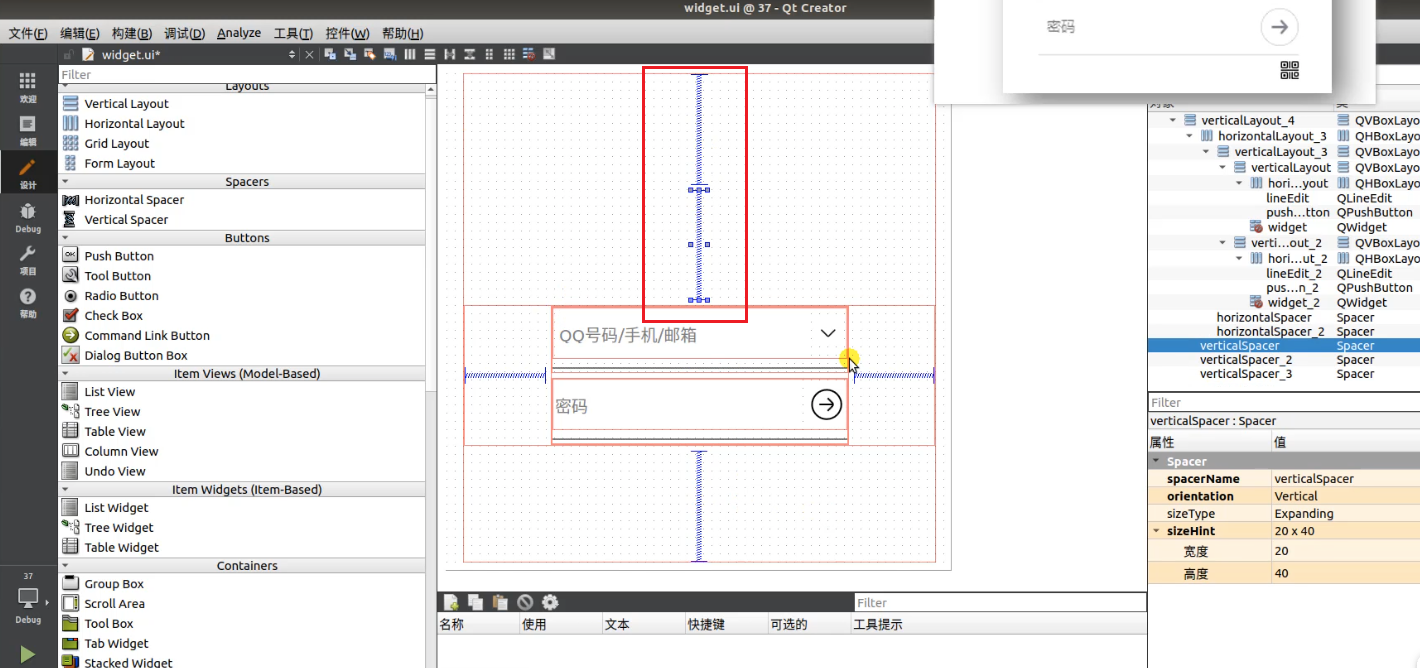 widget.ui @ 37 - Qt Creator
文件(F) 编辑(E) 构建(B) 调试(D) Analyze 工具(T) 控件(W) 帮助(H)
widget.ui*
欢迎
编辑
设计
Debug
项目
帮助
37
Debug
Filter
Layouts
Vertical Layout
Horizontal Layout
Grid Layout
Form Layout
Spacers
Horizontal Spacer
Vertical Spacer
Buttons
Push Button
Tool Button
Radio Button
Check Box
Command Link Button
Dialog Button Box
Item Views (Model-Based)
List View
Tree View
Table View
Column View
Undo View
Item Widgets (Item-Based)
List Widget
Tree Widget
Table Widget
Containers
Group Box
Scroll Area
Tool Box
Tab Widget
Stacked Widget
QQ号码/手机/邮箱
密码
密码
Filter
名称 使用 文本 快捷键 可选的 工具提示
对象 类
verticalLayout_4 QVBoxLayo
horizontalLayout_3 QHBoxLayo
verticalLayout_3 QVBoxLayo
verticalLayout QVBoxLayo
hori...yout QHBoxLayo
lineEdit QLineEdit
push...tton QPushButton
widget QWidget
verti...out_2 QVBoxLayo
hori...ut_2 QHBoxLayo
lineEdit_2 QLineEdit
pus...n_2 QPushButton
widget_2 QWidget
horizontalSpacer Spacer
horizontalSpacer_2 Spacer
verticalSpacer Spacer
verticalSpacer_2 Spacer
verticalSpacer_3 Spacer
Filter
verticalSpacer : Spacer
属性 值
Spacer
spacerName verticalSpacer
orientation Vertical
sizeType Expanding
sizeHint 20 x 40
宽度 20
高度 40